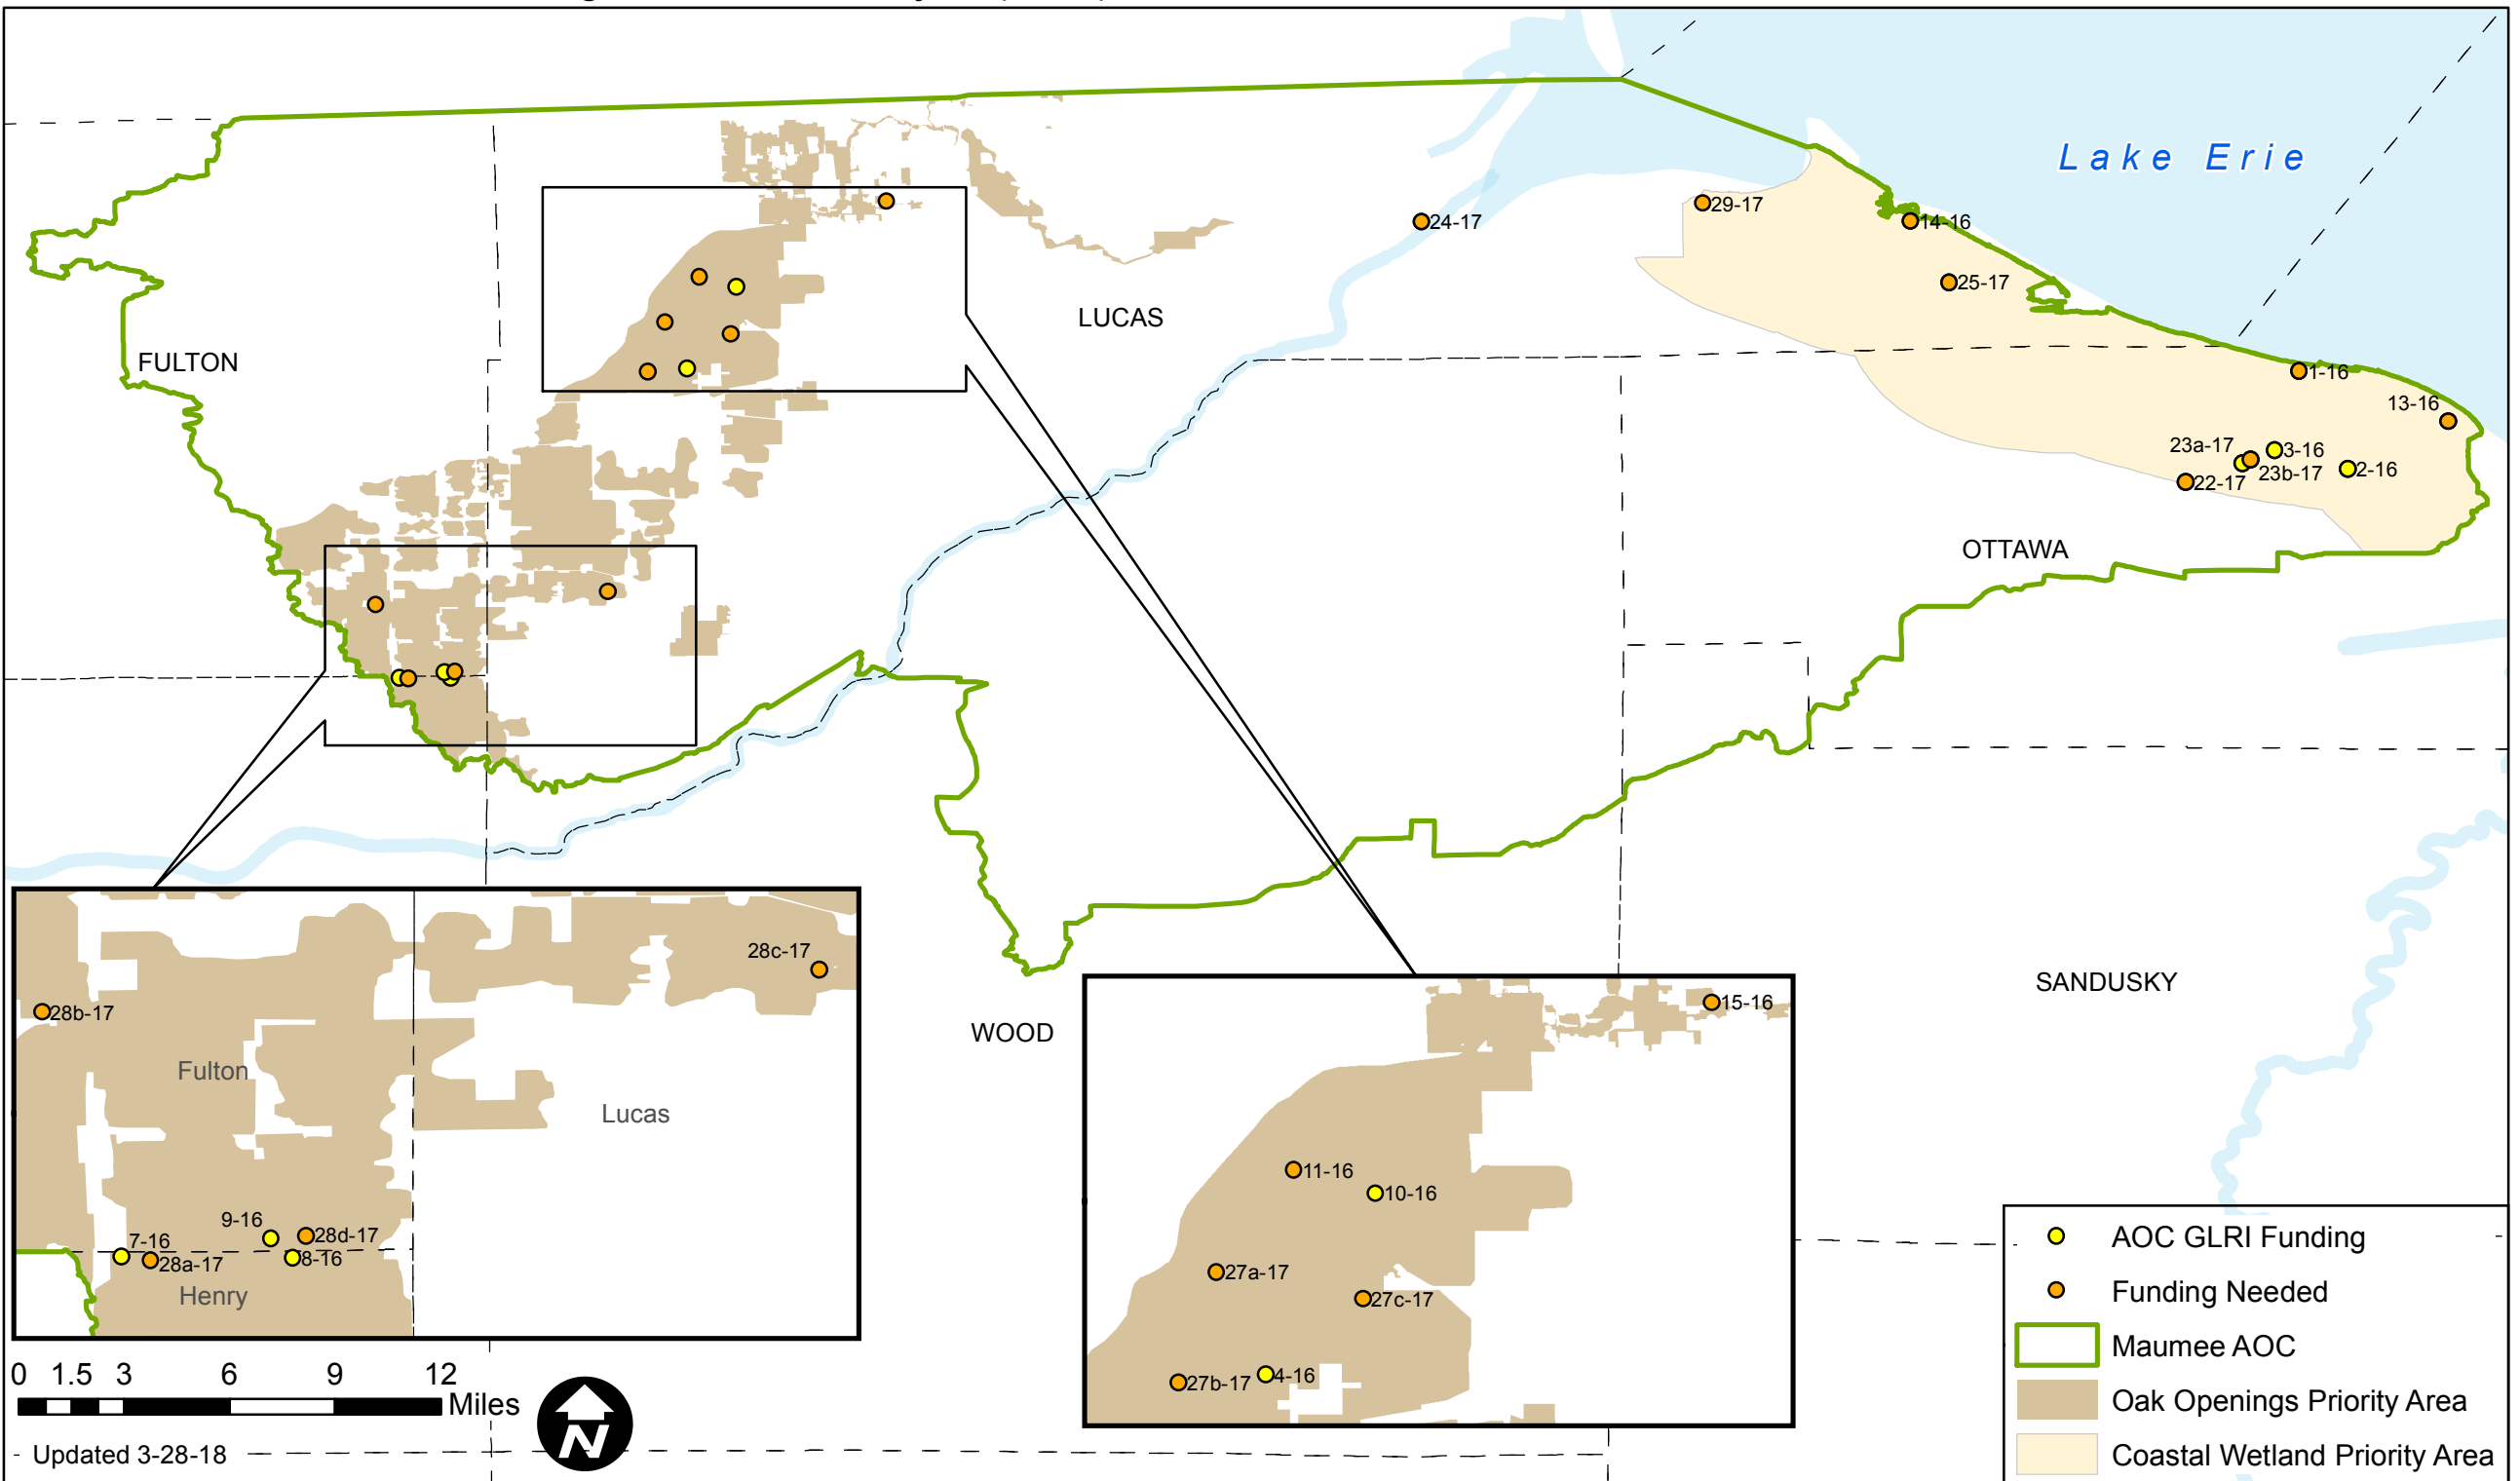 Lake Erie
29-17
24-17
14-16
25-17
LUCAS
FULTON
1-16
13-16
23a-17
3-16
23b-17
2-16
22-17
OTTAWA
28c-17
28b-17
Fulton
Lucas
9-16
28d-17
7-16
28a-17
8-16
Henry
WOOD
SANDUSKY
15-16
11-16
10-16
27a-17
27c-17
27b-17
4-16
AOC GLRI Funding
Funding Needed
Maumee AOC
Oak Openings Priority Area
Coastal Wetland Priority Area
0 1.5 3 6 9 12
Miles
N
Updated 3-28-18